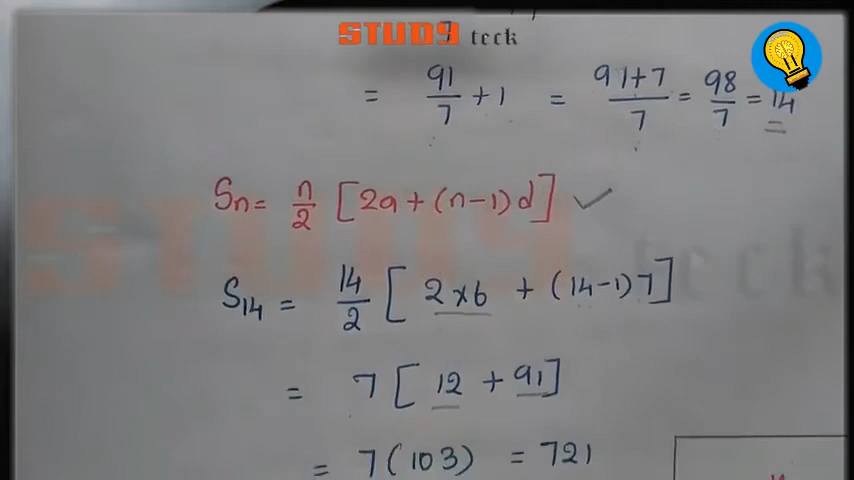 STUD9 teck
= 91/7 + 1 = 91+7/7 = 98/7 = 14
Sn = n/2 [2a + (n-1) d] ✓
S14 = 14/2 [2×6 + (14-1) 7]
= 7 [12 + 91]
= 7 (103) = 721